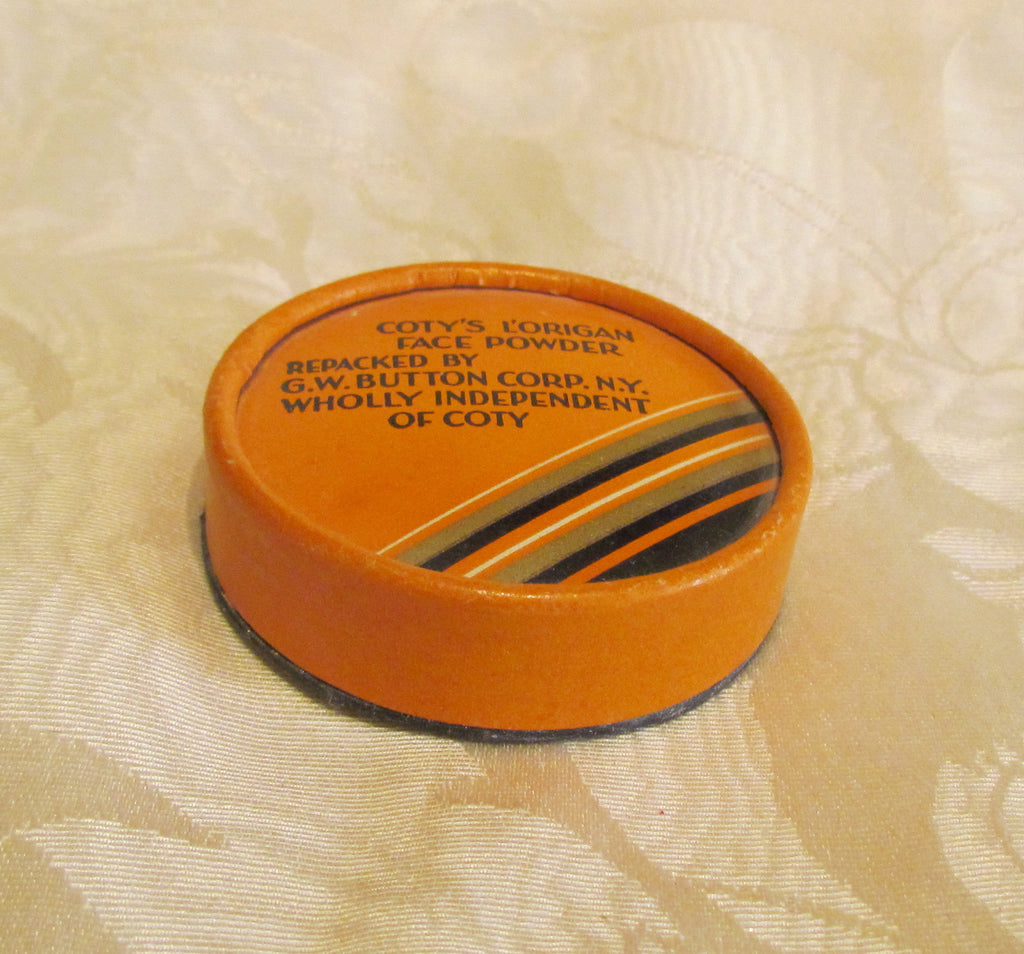 COTY'S L'ORIGAN
FACE POWDER
REPACKED BY
G.W. BUTTON CORP. N.Y.
WHOLLY INDEPENDENT
OF COTY